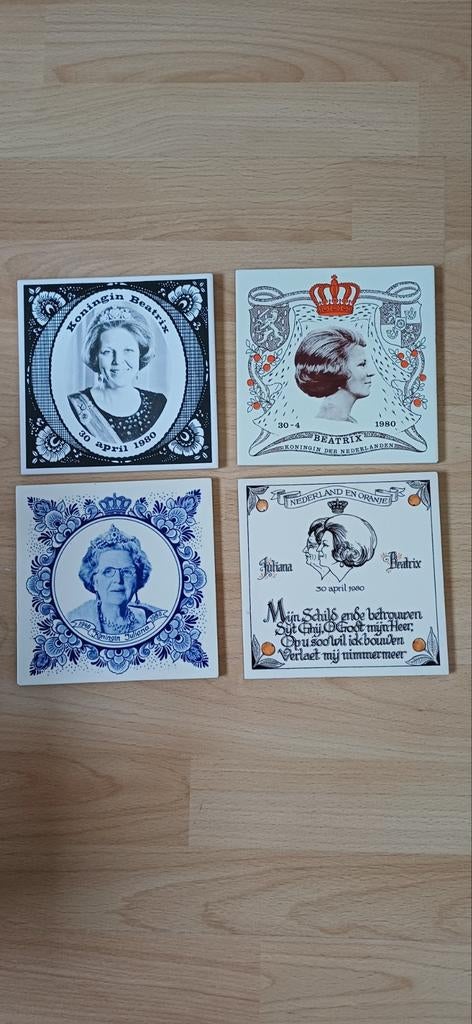 Koningin Beatrix
30 april 1980
30-4 1980
BEATRIX
KONINGIN DER NEDERLANDEN
Koningin Juliana
NEDERLAND EN ORANJE
Juliana Beatrix
30 april 1980
Mijn Schild ende betrouwen
Sijt Ghij, O Godt mijn Heer,
Op u soo wil ick bouwen
Verlaet mij nimmermeer